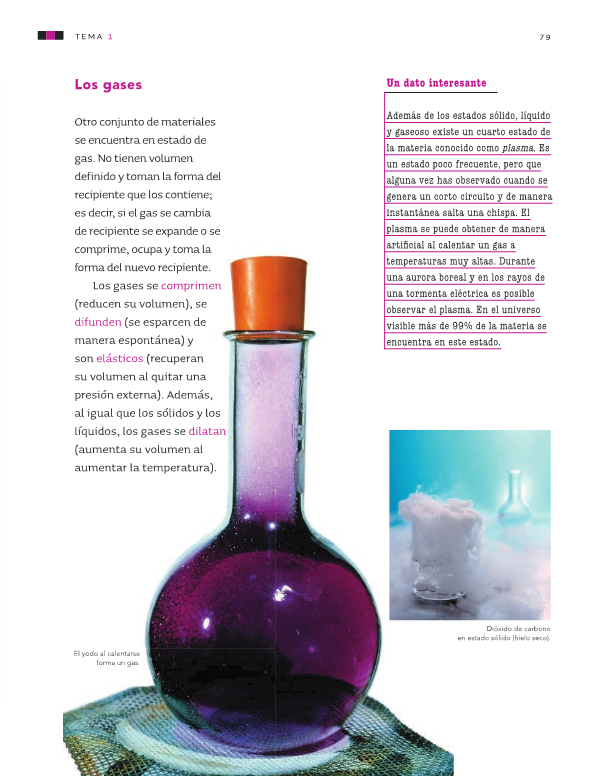 TEMA 1
79
Los gases
Otro conjunto de materiales
se encuentra en estado de
gas. No tienen volumen
definido y toman la forma del
recipiente que los contiene;
es decir, si el gas se cambia
de recipiente se expande o se
comprime, ocupa y toma la
forma del nuevo recipiente.
Los gases se comprimen
(reducen su volumen), se
difunden (se esparcen de
manera espontánea) y
son elásticos (recuperan
su volumen al quitar una
presión externa). Además,
al igual que los sólidos y los
líquidos, los gases se dilatan
(aumenta su volumen al
aumentar la temperatura).
El yodo al calentarse
forma un gas.
Un dato interesante
Además de los estados sólido, líquido
y gaseoso existe un cuarto estado de
la materia conocido como plasma. Es
un estado poco frecuente, pero que
alguna vez has observado cuando se
genera un corto circuito y de manera
instantánea salta una chispa. El
plasma se puede obtener de manera
artificial al calentar un gas a
temperaturas muy altas. Durante
una aurora boreal y en los rayos de
una tormenta eléctrica es posible
observar el plasma. En el universo
visible más de 99% de la materia se
encuentra en este estado.
Dióxido de carbono
en estado sólido (hielo seco).